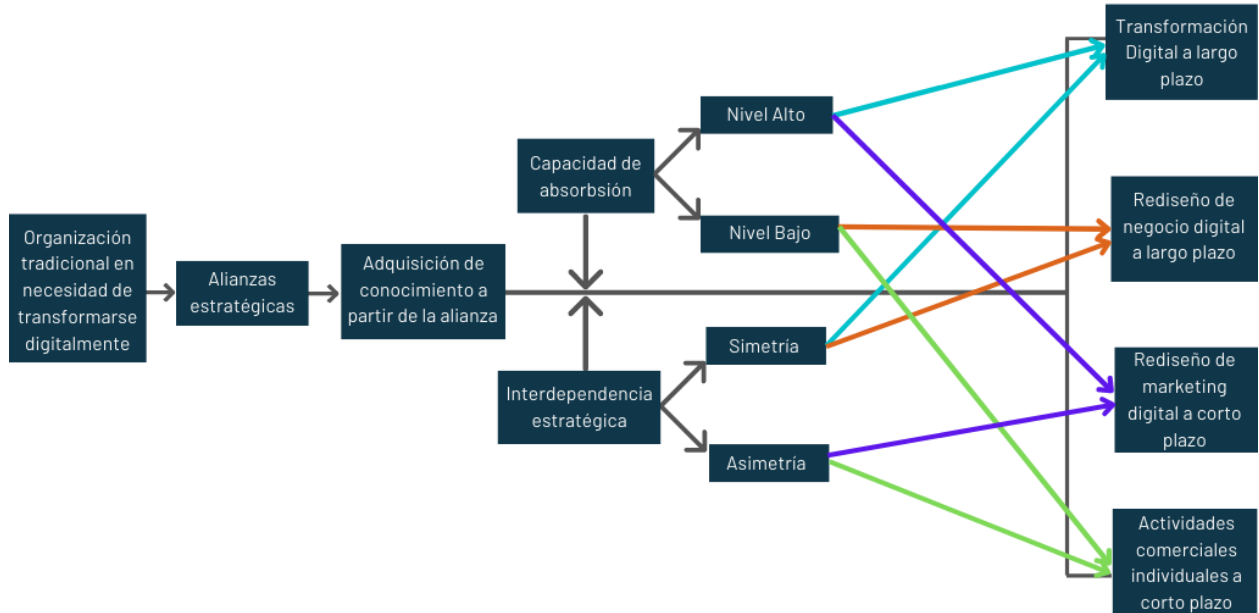 Organización
tradicional en
necesidad de
transformarse
digitalmente
Alianzas
estratégicas
Adquisición de
conocimiento a
partir de la alianza
Capacidad de
absorbsión
Interdependencia
estratégica
Nivel Alto
Nivel Bajo
Simetría
Asimetría
Transformación
Digital a largo
plazo
Rediseño de
negocio digital
a largo plazo
Rediseño de
marketing
digital a corto
plazo
Actividades
comerciales
individuales a
corto plazo